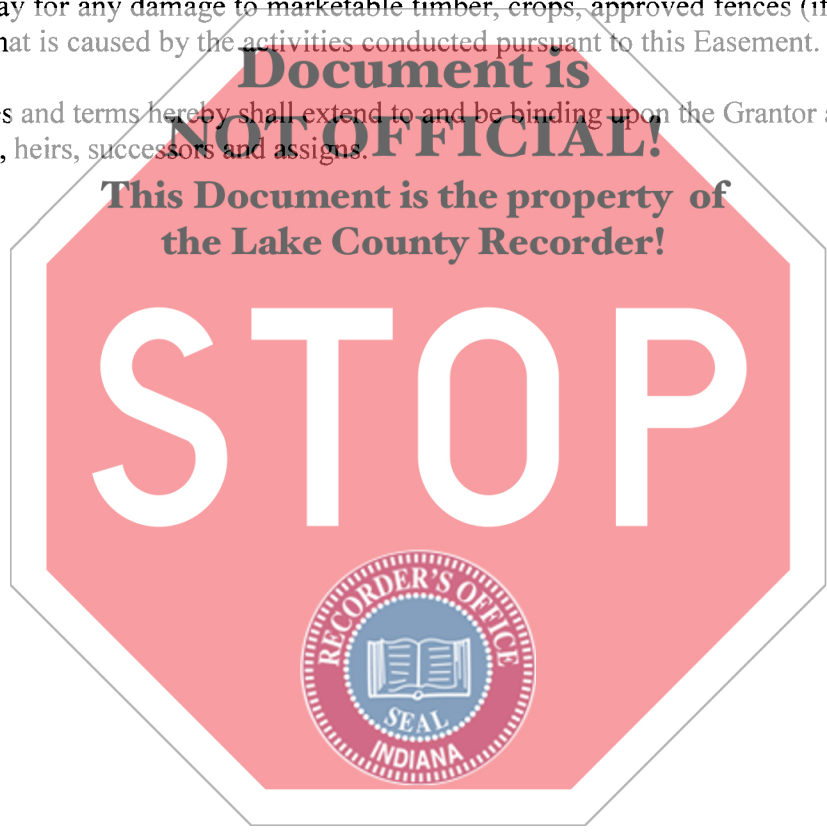 ay for any damage to marketable timber, crops, approved fences (if
hat is caused by the activities conducted pursuant to this Easement.
Document is
s and terms hereby shall extend to and be binding upon the Grantor
NOT OFFICIAL!
, heirs, successors and assigns.
This Document is the property of
the Lake County Recorder!
STOP
RECORDER'S OFFICE
SEAL
INDIANA